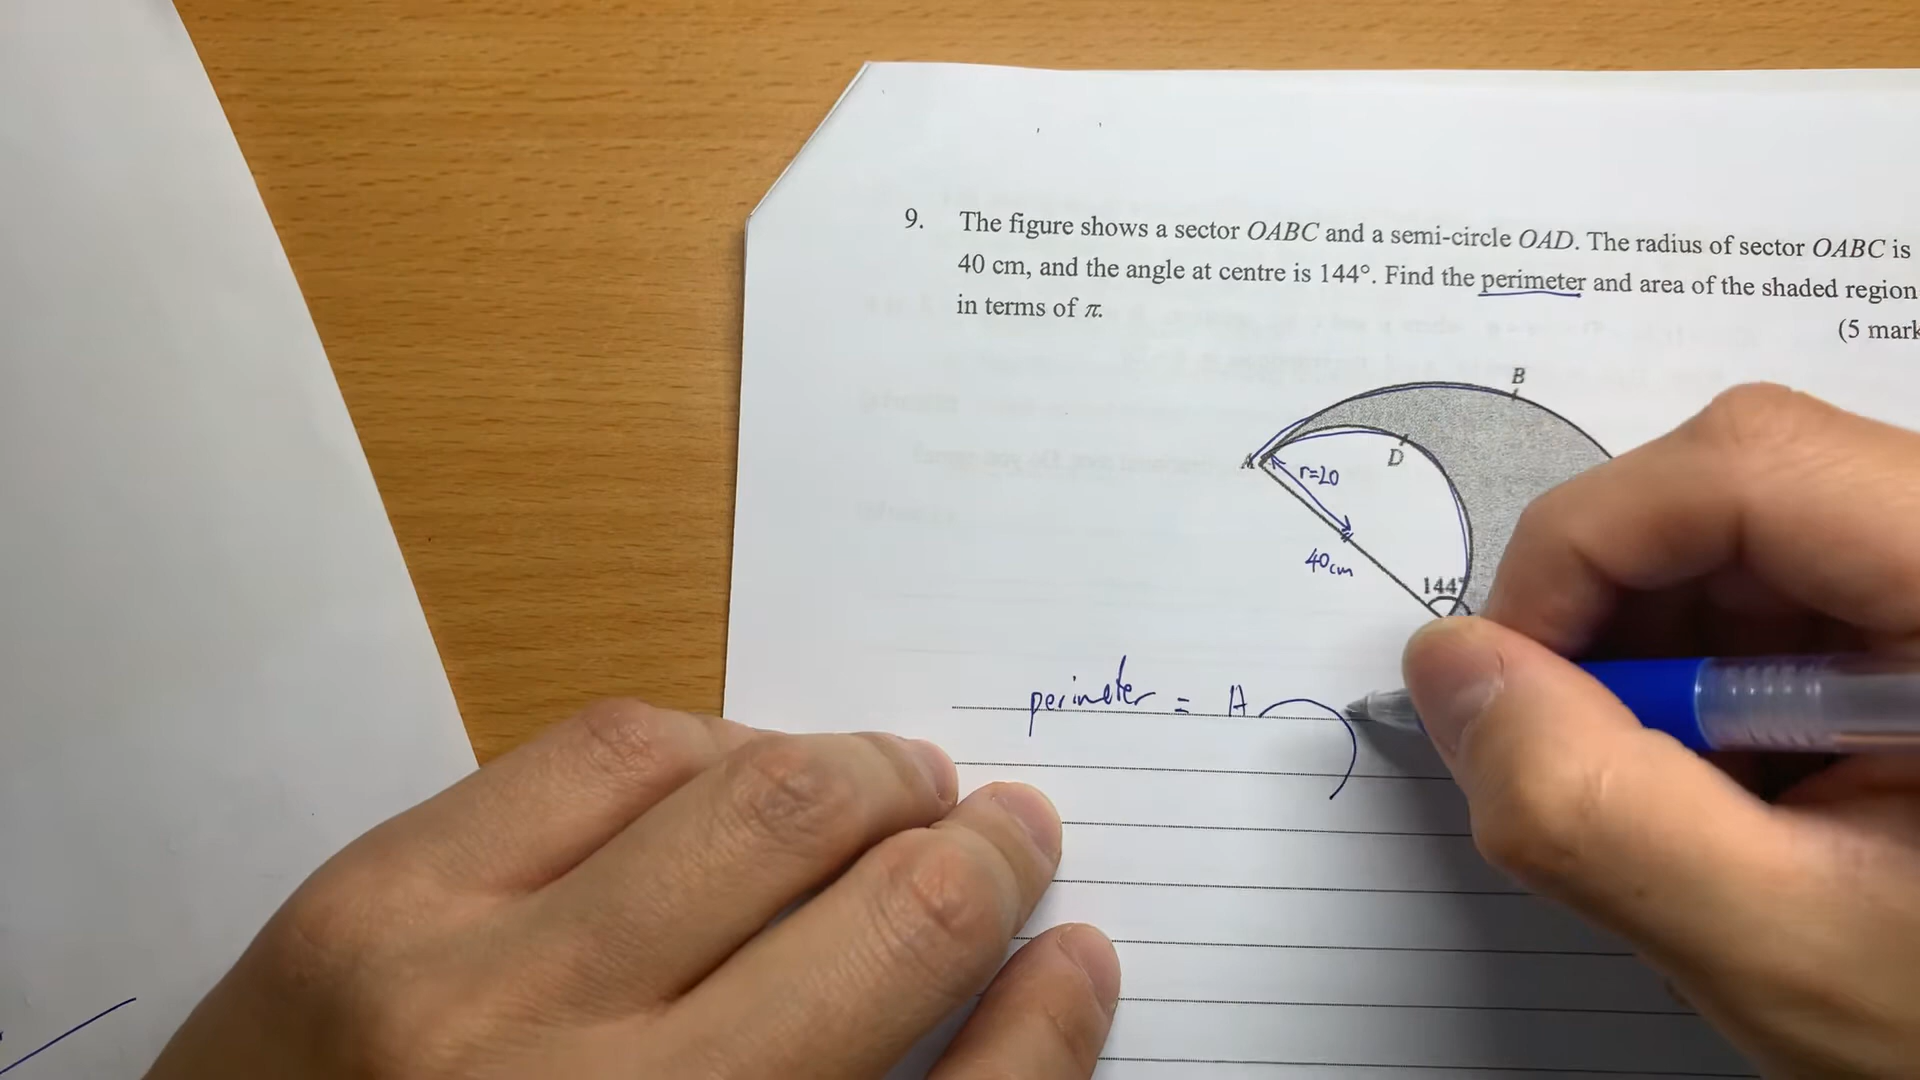 9. The figure shows a sector OABC and a semi-circle OAD. The radius of sector OABC is
40 cm, and the angle at centre is 144°. Find the perimeter and area of the shaded region
in terms of π.
(5 mark
B
A
D
r=20
40cm
144°
perimeter = A